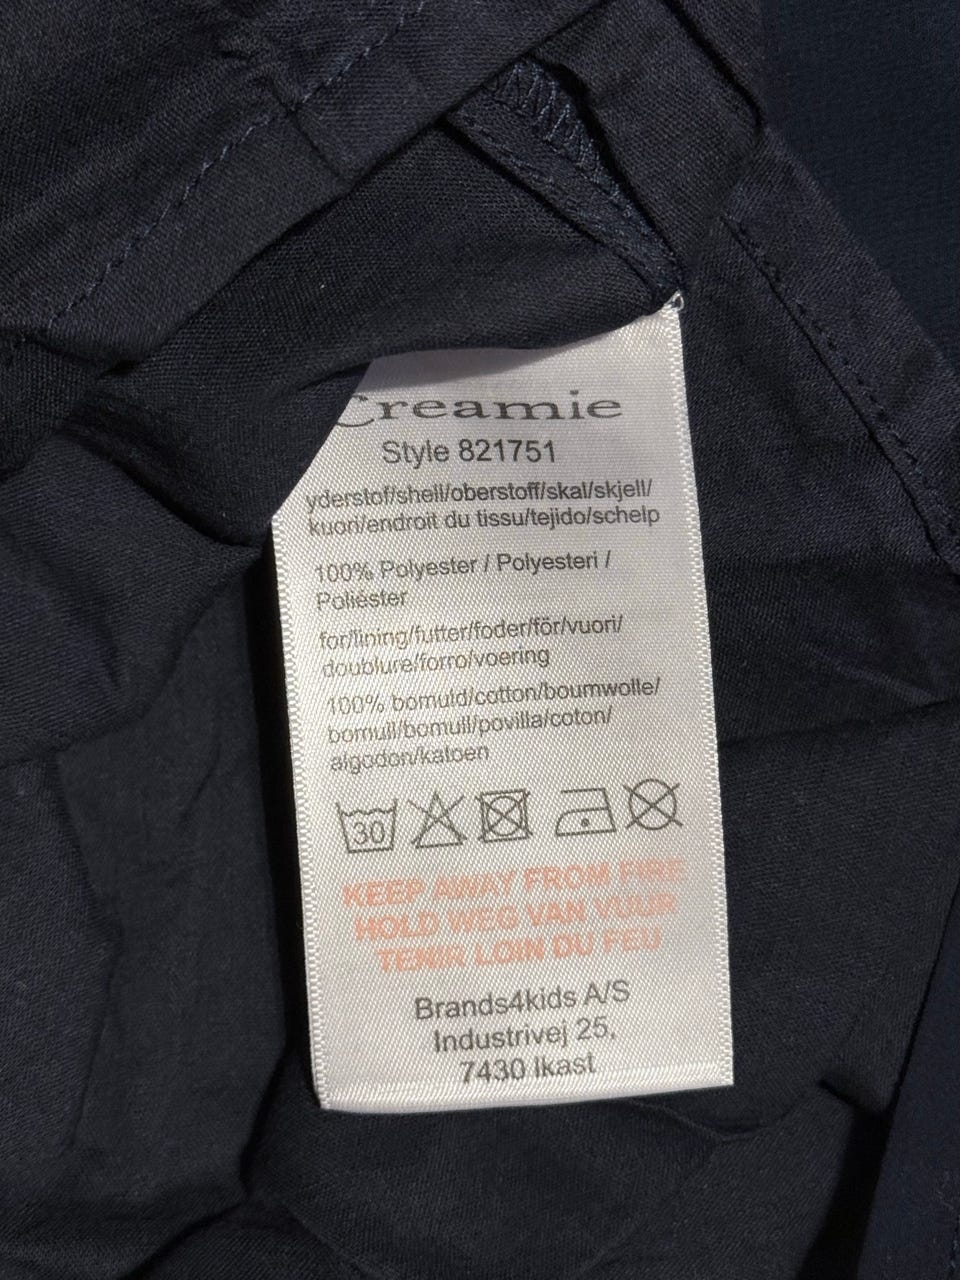 Creamie
Style 821751
yderstof/shell/oberstoff/skal/skjell/
kuori/endroit du tissu/tejido/schelp
100% Polyester / Polyesteri /
Poliéster
for/lining/futter/foder/för/vuori/
doublure/forro/voering
100% bomuld/cotton/boumwolle/
bomull/bomull/povilla/coton/
algodon/katoen
30
KEEP AWAY FROM FIRE
HOLD WEG VAN VUUR
TENIR LOIN DU FEU
Brands4kids A/S
Industrivej 25,
7430 Ikast